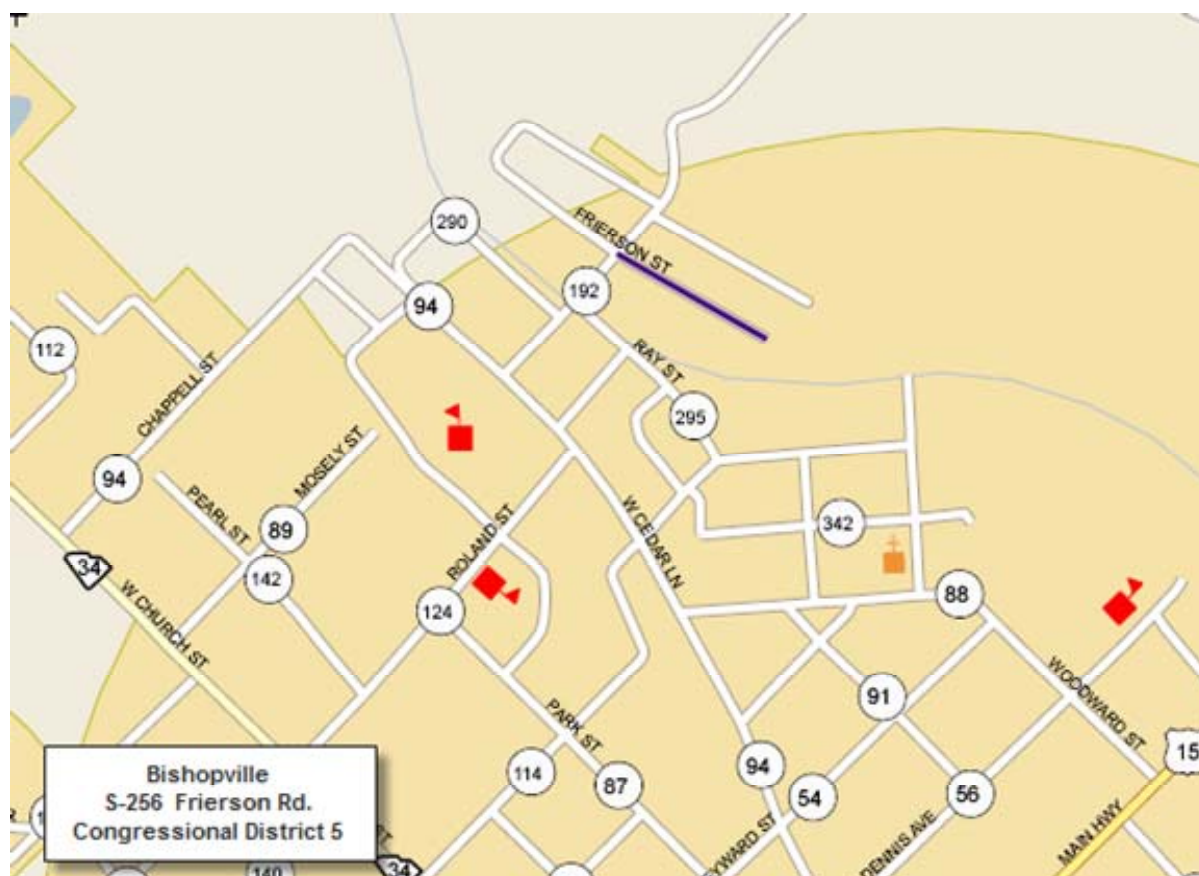 290
FRIERSON ST
192
94
112
RAY ST
CHAPPELL ST
295
94
MOSELY ST
PEARL ST
89
342
W CEDAR LN
ROLAND ST
34
142
88
124
W CHURCH ST
WOODWARD ST
91
PARK ST
15
114
94
87
54
56
MAIN HWY
DENNIS AVE
Bishopville
S-256 Frierson Rd.
Congressional District 5
34
140